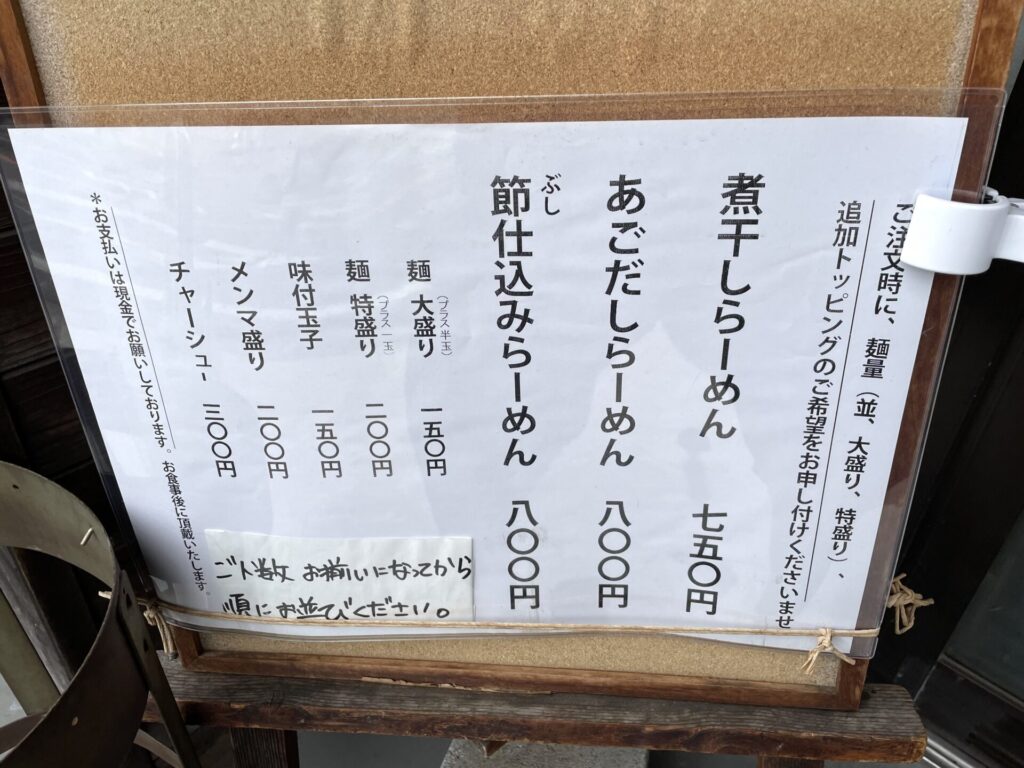 ご注文時に、麺量（並、大盛り、特盛り）、
追加トッピングのご希望をお申し付けくださいませ
煮干しらーめん 七五〇円
あごだしらーめん 八〇〇円
ぶし
節仕込みらーめん 八〇〇円
麺 大盛り（プラス半玉） 一五〇円
麺 特盛り（プラス一玉） 二〇〇円
味付玉子 一五〇円
メンマ盛り 二〇〇円
チャーシュー 三〇〇円
＊お支払いは現金でお願いしております。お食事後に頂戴いたします。
ご人数 お揃いになってから
順にお並びください。